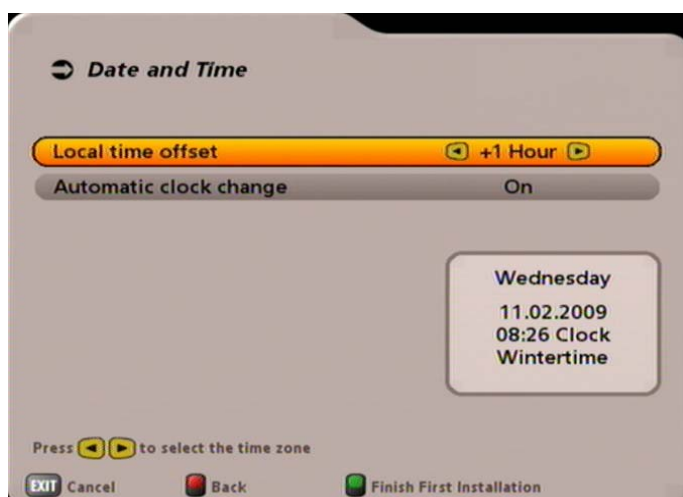 Date and Time
Local time offset +1 Hour
Automatic clock change On
Wednesday
11.02.2009
08:26 Clock
Wintertime
Press to select the time zone
EXIT Cancel Back Finish First Installation